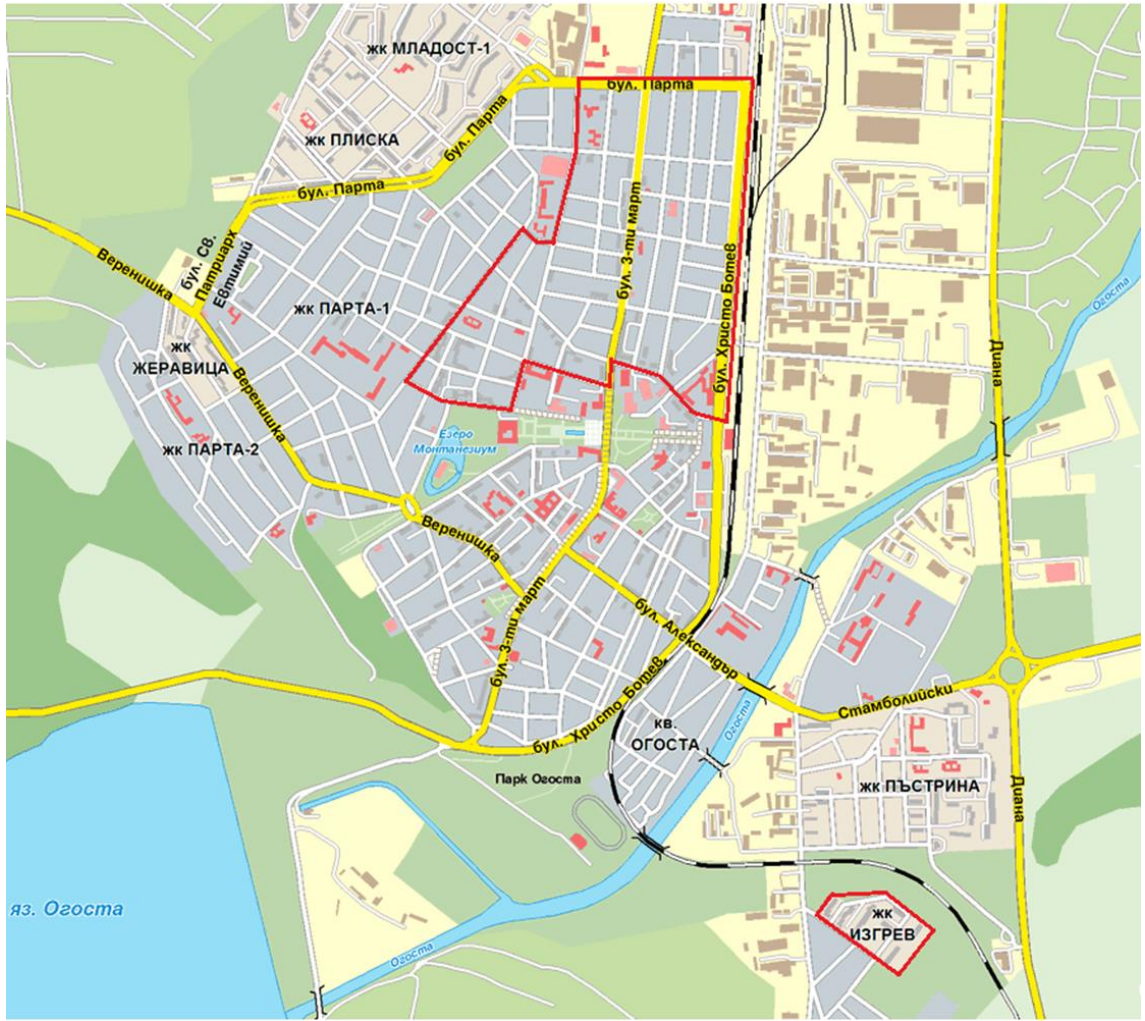 жк МЛАДОСТ-1
бул. Парта
жк ПЛИСКА
бул. Парта
бул. Парта
бул. 3-ти март
бул. Св.
Патриарх
Евтимий
Веренишка
бул. Христо Ботев
Огоста
жк ПАРТА-1
Диана
жк
ЖЕРАВИЦА
Веренишка
жк ПАРТА-2
Езеро
Монтанезиум
Веренишка
бул. 3-ти март
бул. Александър
Стамболийски
бул. Христо Ботев
кв.
ОГОСТА
Огоста
Парк Огоста
жк ПЪСТРИНА
Диана
яз. Огоста
жк
ИЗГРЕВ
Огоста